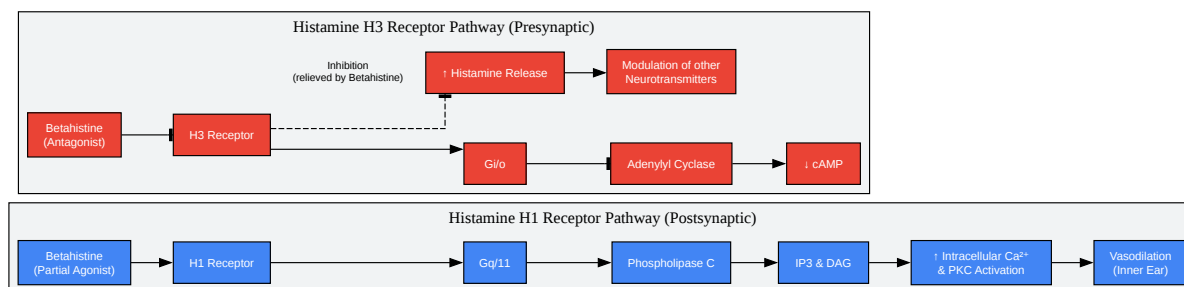 Histamine H3 Receptor Pathway (Presynaptic)
Inhibition
(relieved by Betahistine)
↑ Histamine Release
Modulation of other
Neurotransmitters
Betahistine
(Antagonist)
H3 Receptor
Gi/o
Adenylyl Cyclase
↓ cAMP
Histamine H1 Receptor Pathway (Postsynaptic)
Betahistine
(Partial Agonist)
H1 Receptor
Gq/11
Phospholipase C
IP3 & DAG
↑ Intracellular Ca²⁺
& PKC Activation
Vasodilation
(Inner Ear)